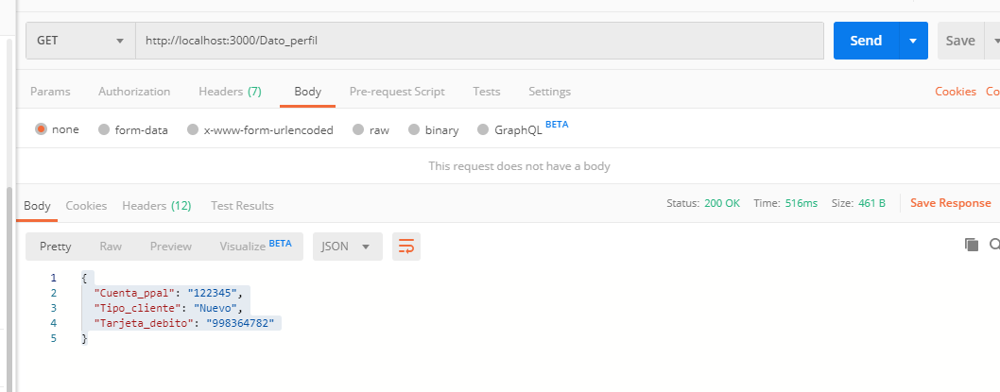 GET http://localhost:3000/Dato_perfil Send Save
Params Authorization Headers (7) Body Pre-request Script Tests Settings Cookies Co
none form-data x-www-form-urlencoded raw binary GraphQL BETA
This request does not have a body
Body Cookies Headers (12) Test Results Status: 200 OK Time: 516ms Size: 461 B Save Response
Pretty Raw Preview Visualize BETA JSON
1 {
2 "Cuenta_ppal": "122345",
3 "Tipo_cliente": "Nuevo",
4 "Tarjeta_debito": "998364782"
5 }